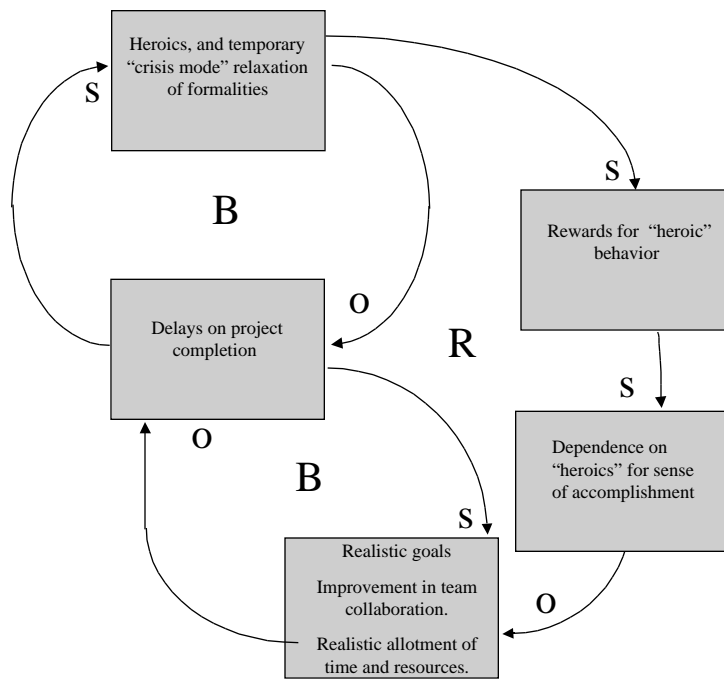 Heroics, and temporary
“crisis mode” relaxation
of formalities
s
s
B
Rewards for “heroic”
behavior
o
Delays on project
completion
R
s
o
Dependence on
“heroics” for sense
of accomplishment
B
s
Realistic goals
Improvement in team
collaboration.
Realistic allotment of
time and resources.
o